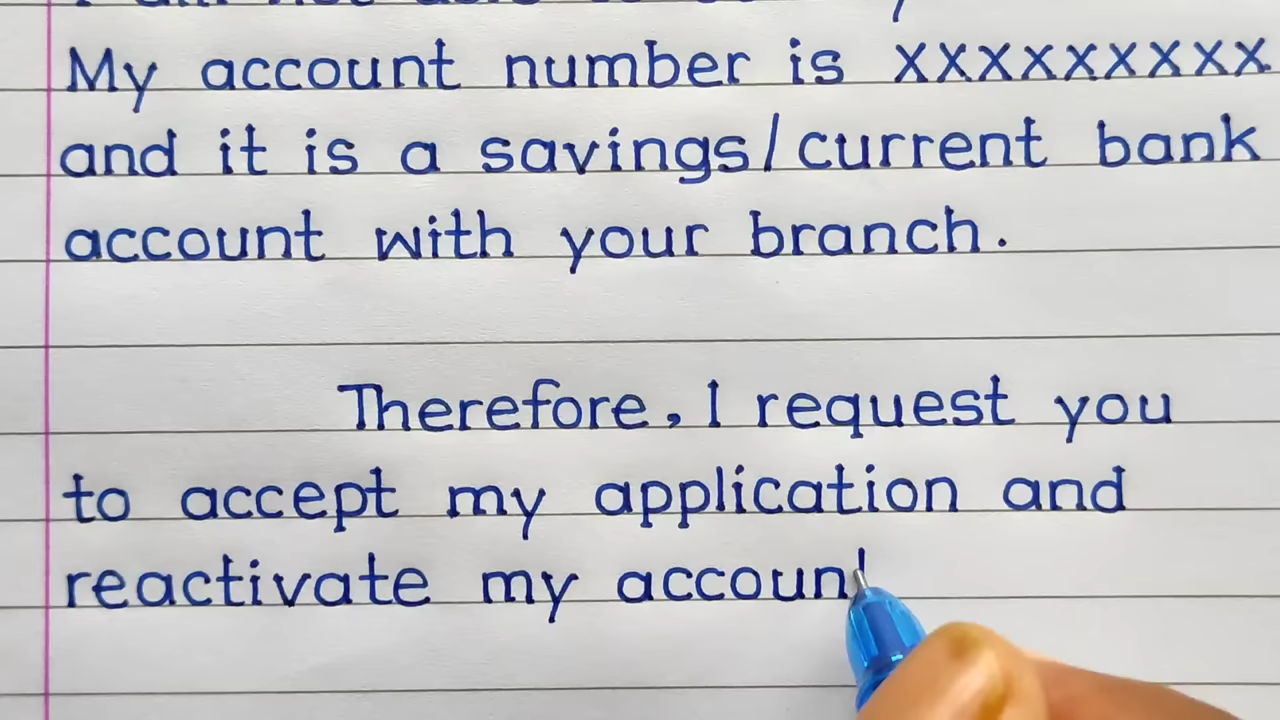 My account number is xxxxxxxxx
and it is a savings/current bank
account with your branch.
Therefore, I request you
to accept my application and
reactivate my accoun